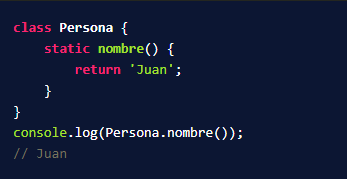 class Persona {
    static nombre() {
        return 'Juan';
    }
}
console.log(Persona.nombre());
// Juan